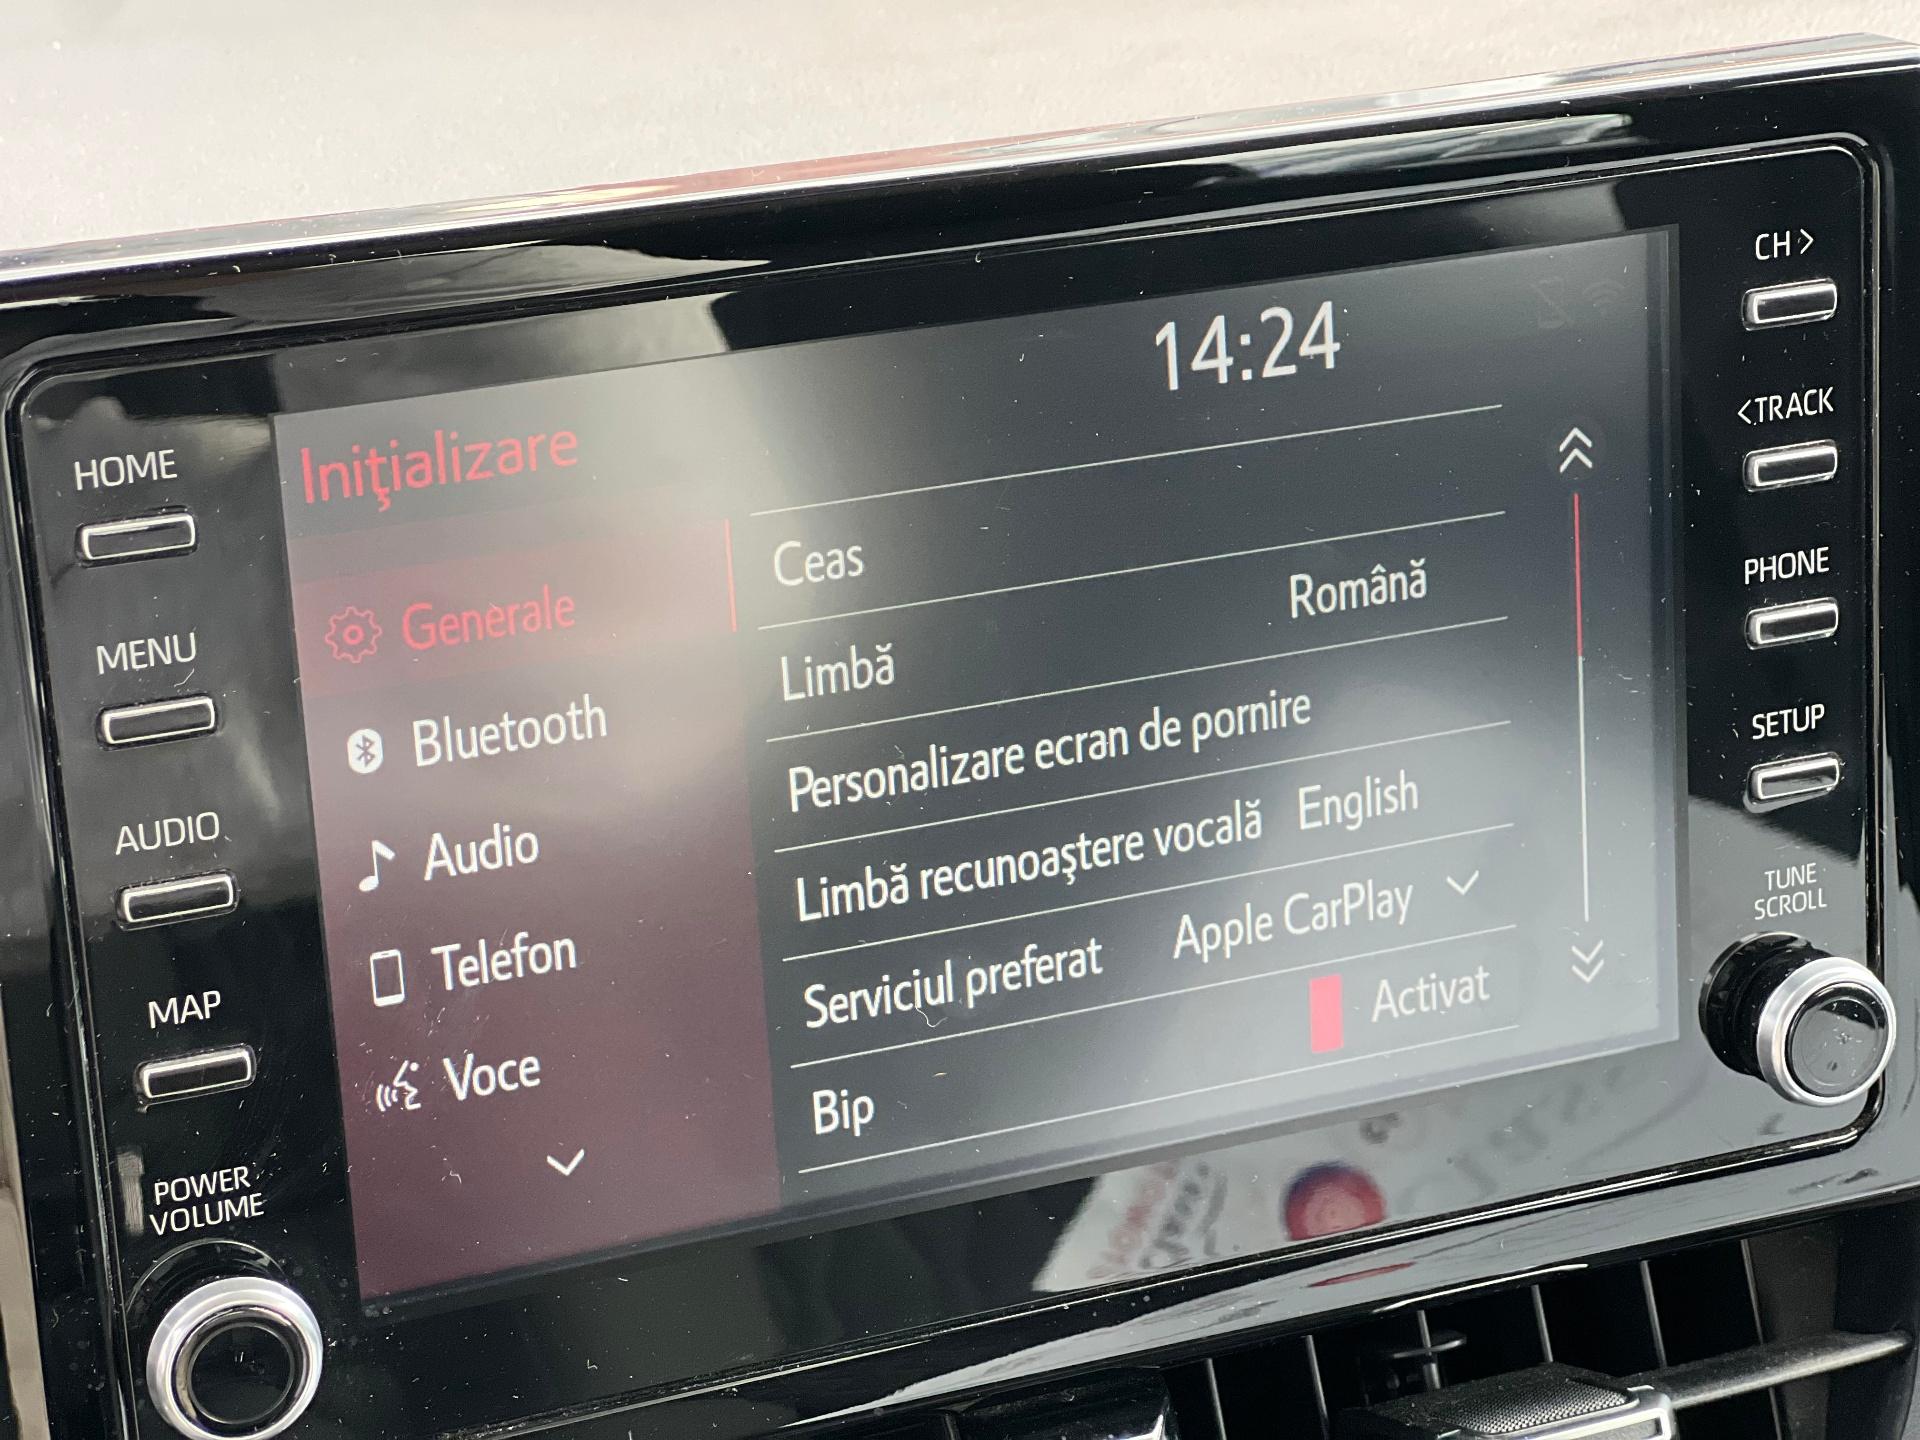 14:24
Iniţializare
Generale
Bluetooth
Audio
Telefon
Voce
Ceas
Limbă Română
Personalizare ecran de pornire
Limbă recunoaştere vocală English
Serviciul preferat Apple CarPlay
Bip Activat
HOME
MENU
AUDIO
MAP
POWER
VOLUME
CH>
<TRACK
PHONE
SETUP
TUNE
SCROLL